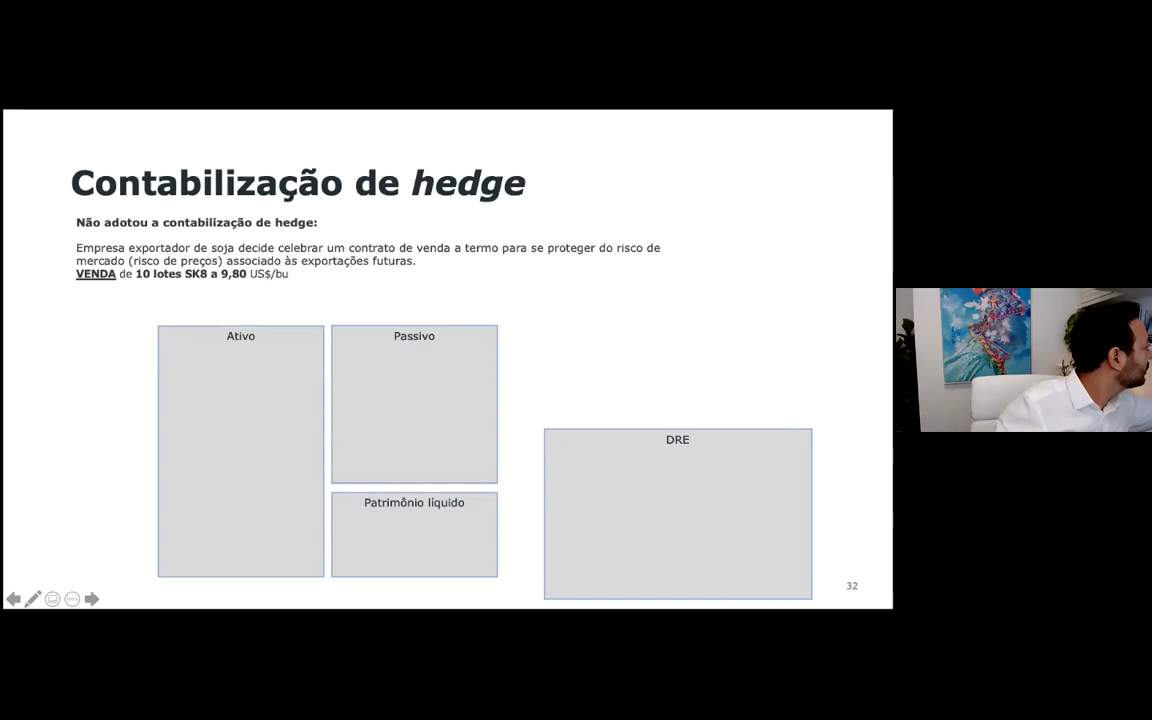 Contabilização de hedge
Não adotou a contabilização de hedge:
Empresa exportador de soja decide celebrar um contrato de venda a termo para se proteger do risco de
mercado (risco de preços) associado às exportações futuras.
VENDA de 10 lotes SK8 a 9,80 US$/bu
Ativo
Passivo
Patrimônio líquido
DRE
32